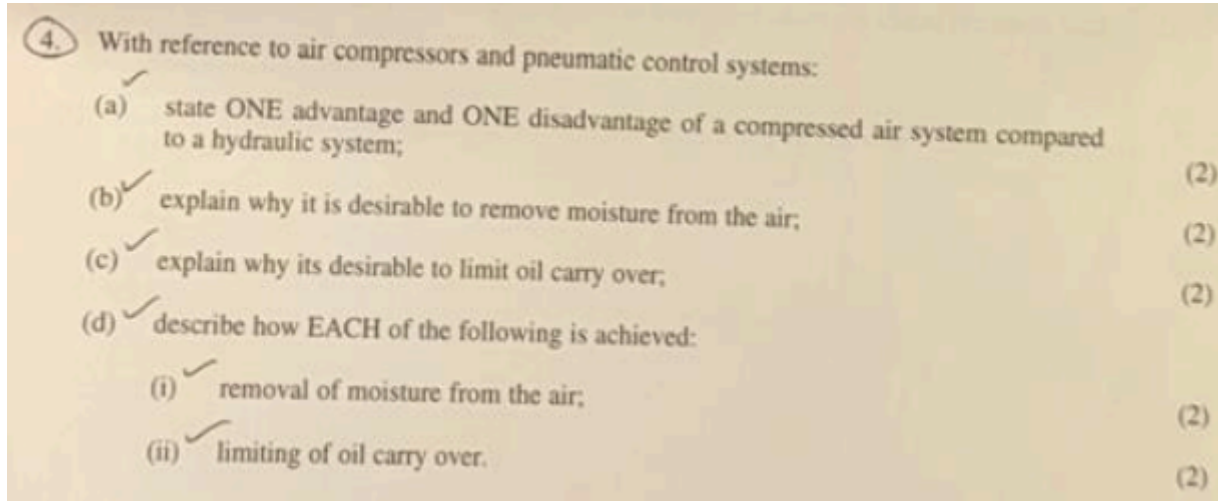 4. With reference to air compressors and pneumatic control systems:
(a) state ONE advantage and ONE disadvantage of a compressed air system compared
to a hydraulic system; (2)
(b) explain why it is desirable to remove moisture from the air; (2)
(c) explain why its desirable to limit oil carry over; (2)
(d) describe how EACH of the following is achieved:
(i) removal of moisture from the air; (2)
(ii) limiting of oil carry over. (2)